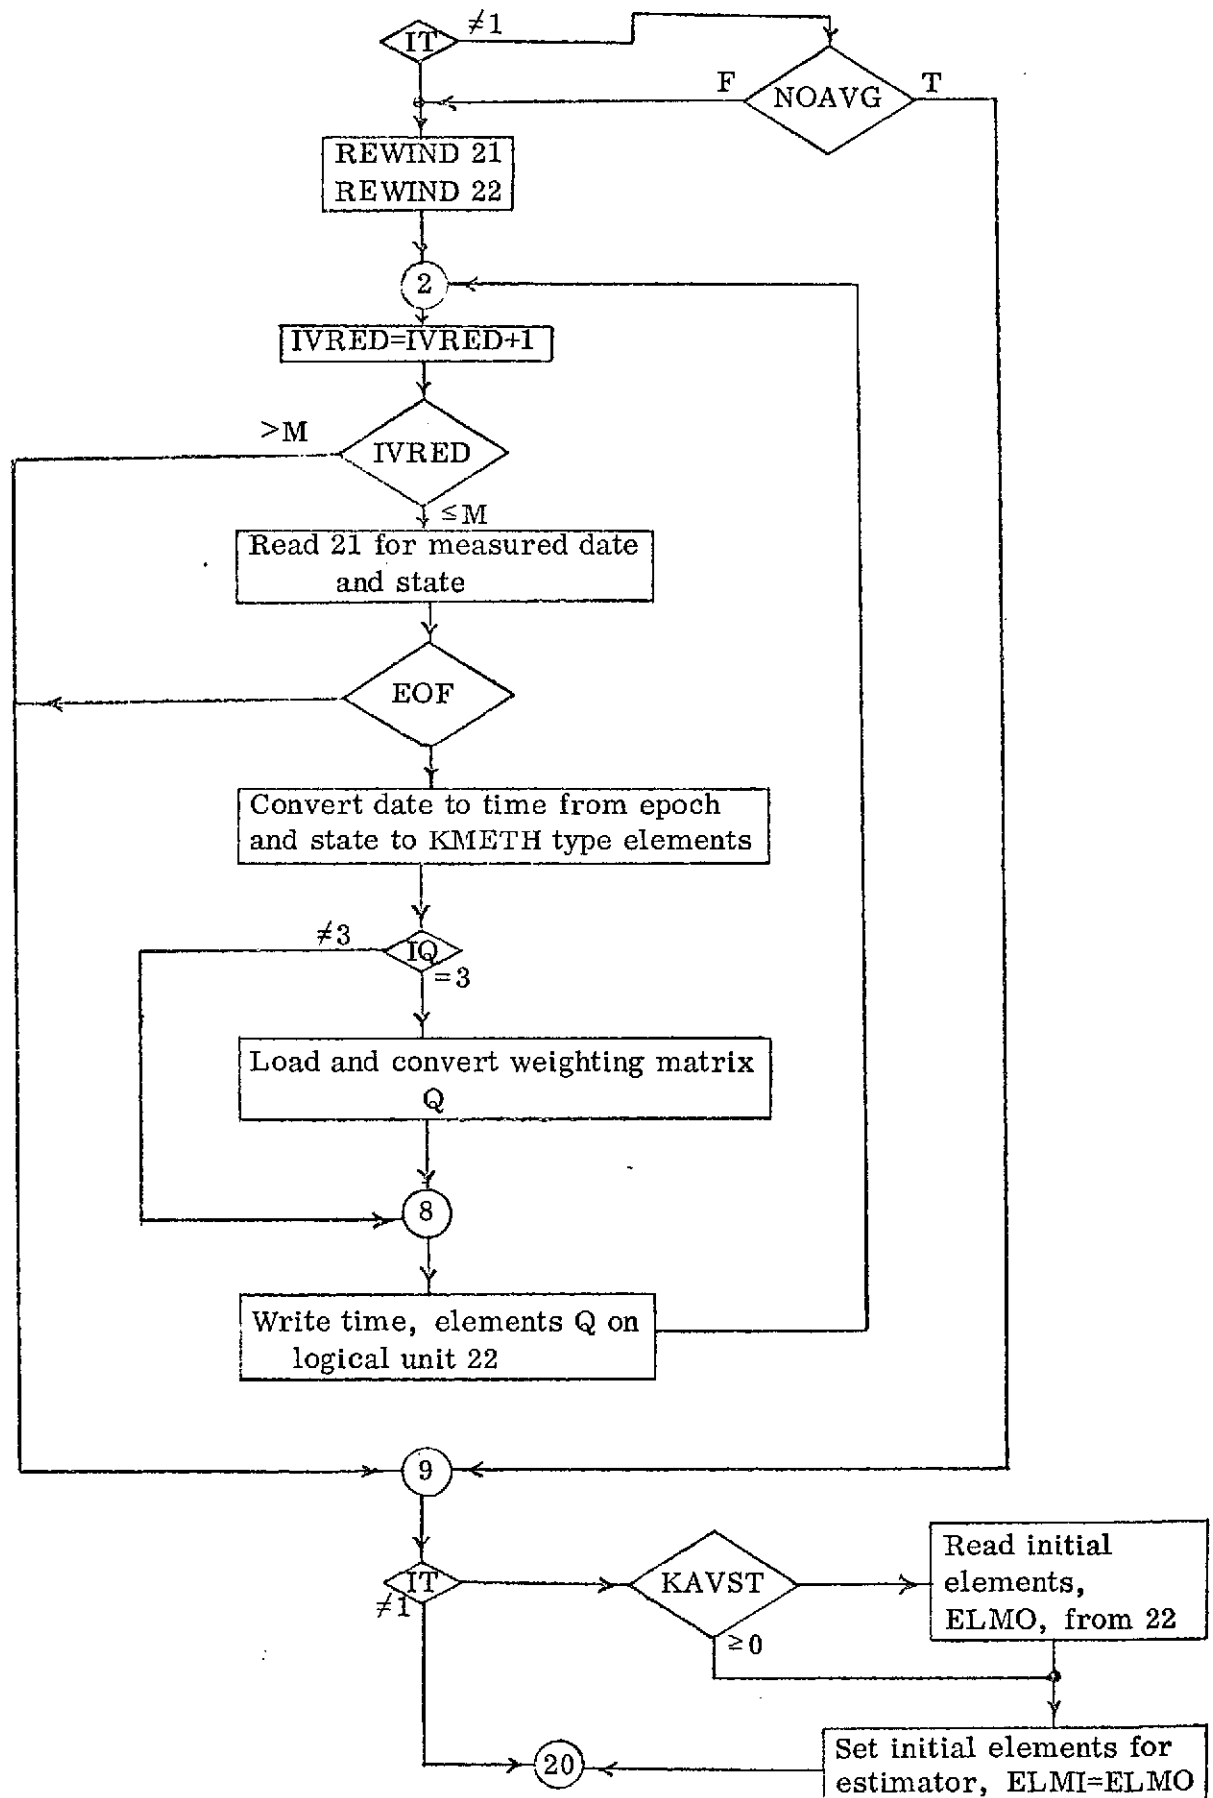 IT
≠1
F
NOAVG
T
REWIND 21
REWIND 22
2
IVRED=IVRED+1
>M
IVRED
≤M
Read 21 for measured date
and state
EOF
Convert date to time from epoch
and state to KMETH type elements
≠3
IQ
=3
Load and convert weighting matrix
Q
8
Write time, elements Q on
logical unit 22
9
IT
≠1
KAVST
≥0
Read initial
elements,
ELMO, from 22
20
Set initial elements for
estimator, ELMI=ELMO